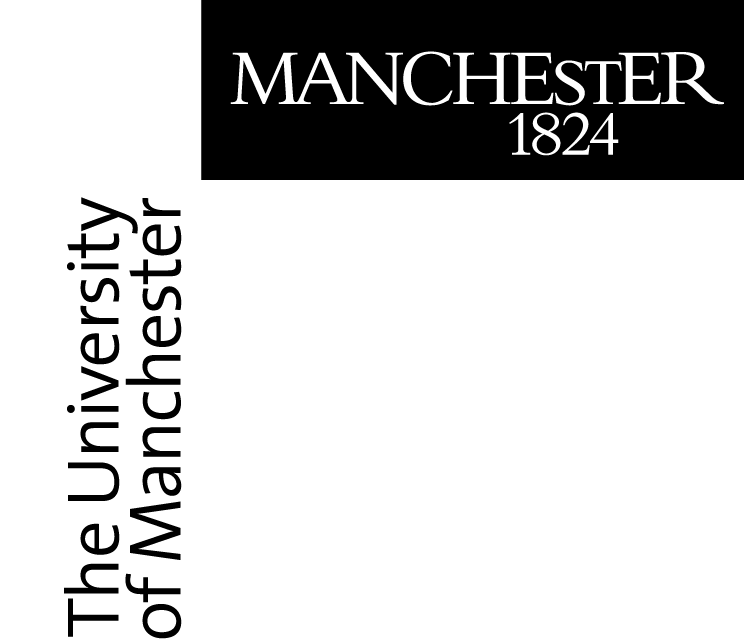 MANCHESTER
1824
The University
of Manchester